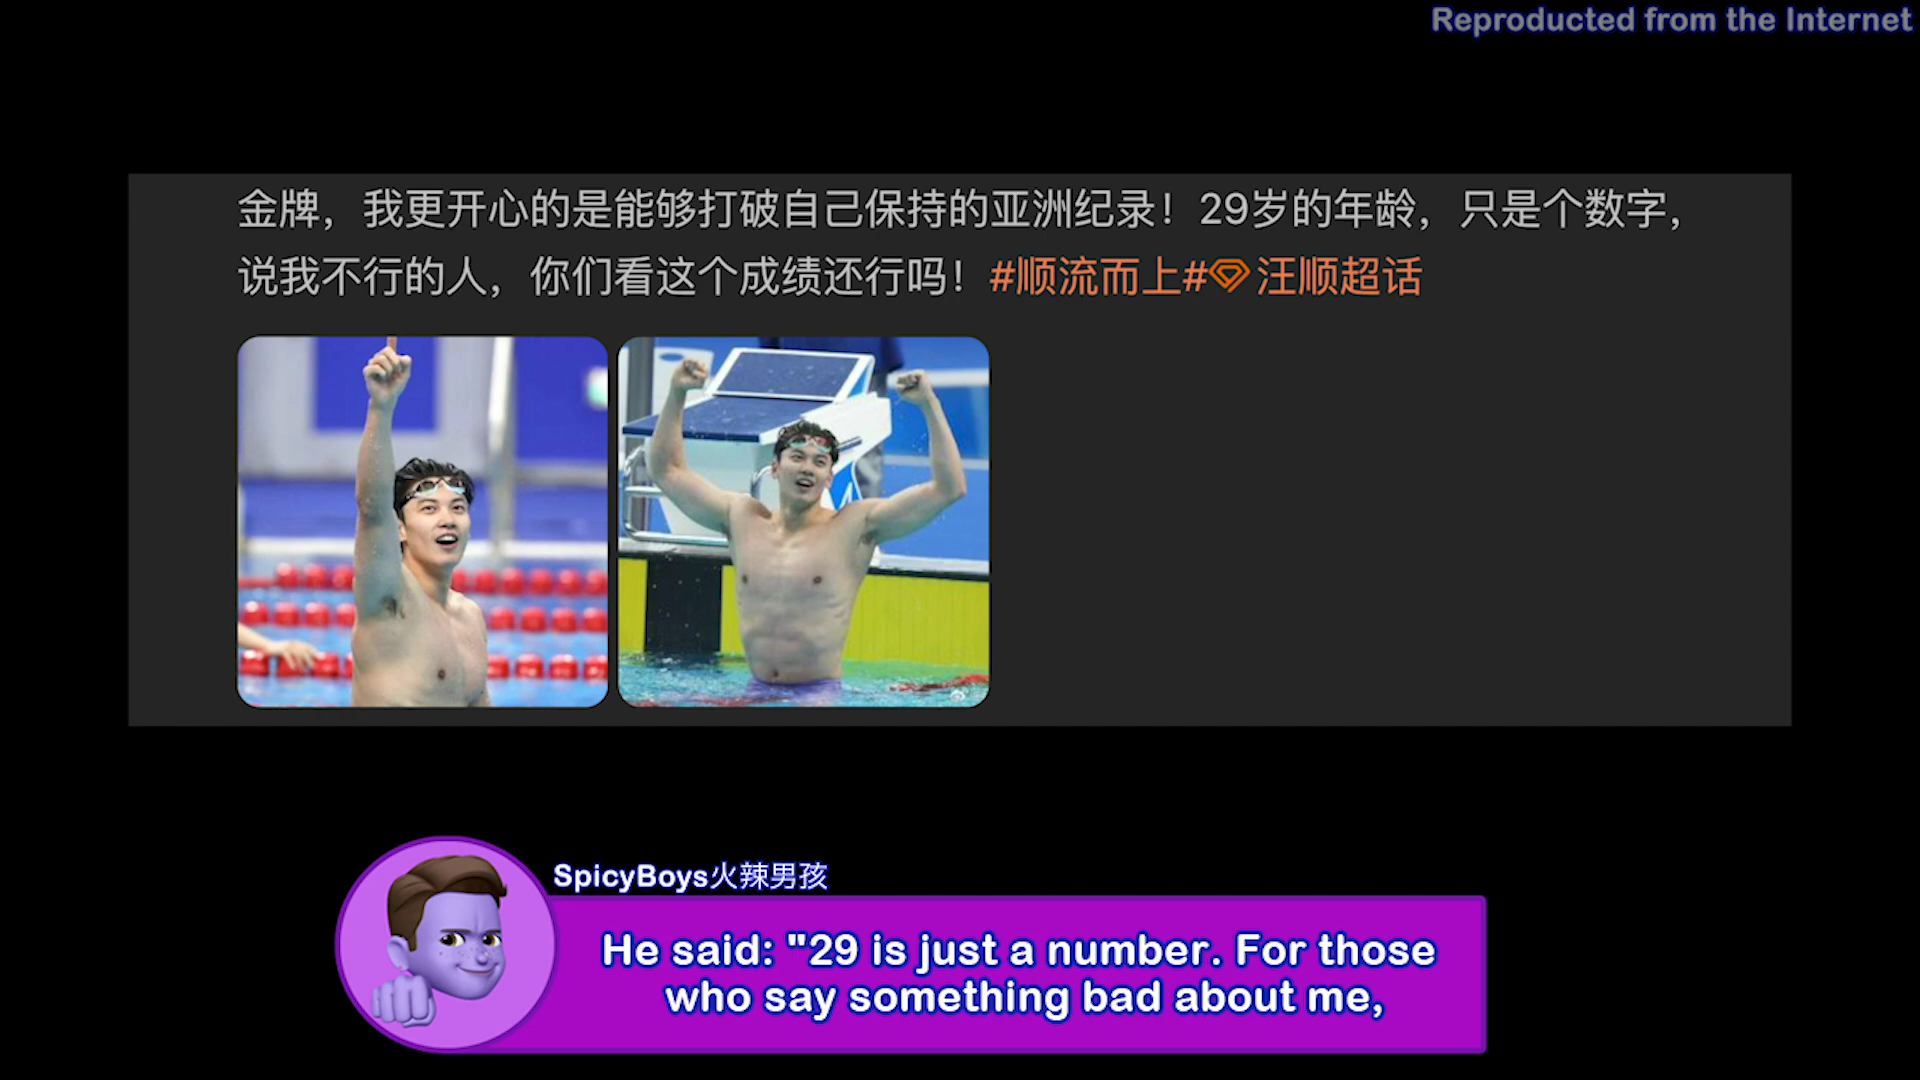 Reproducted from the Internet
金牌，我更开心的是能够打破自己保持的亚洲纪录！29岁的年龄，只是个数字，
说我不行的人，你们看这个成绩还行吗！#顺流而上#汪顺超话
SpicyBoys火辣男孩
He said: "29 is just a number. For those
who say something bad about me,